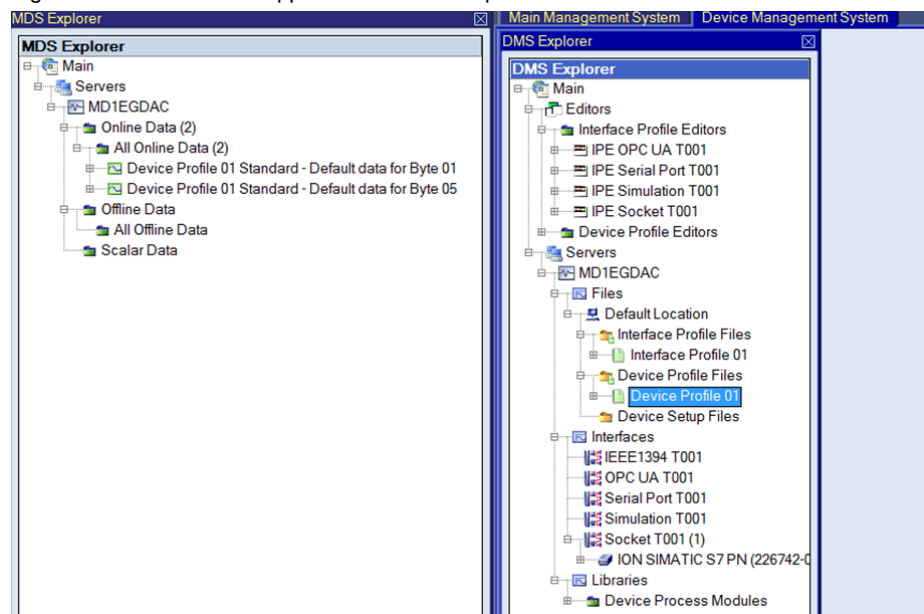 MDS Explorer
MDS Explorer
Main
Servers
MD1EGDAC
Online Data (2)
All Online Data (2)
Device Profile 01 Standard - Default data for Byte 01
Device Profile 01 Standard - Default data for Byte 05
Offline Data
All Offline Data
Scalar Data
Main Management System
Device Management System
DMS Explorer
DMS Explorer
Main
Editors
Interface Profile Editors
IPE OPC UA T001
IPE Serial Port T001
IPE Simulation T001
IPE Socket T001
Device Profile Editors
Servers
MD1EGDAC
Files
Default Location
Interface Profile Files
Interface Profile 01
Device Profile Files
Device Profile 01
Device Setup Files
Interfaces
IEEE1394 T001
OPC UA T001
Serial Port T001
Simulation T001
Socket T001 (1)
ION SIMATIC S7 PN (226742-0
Libraries
Device Process Modules